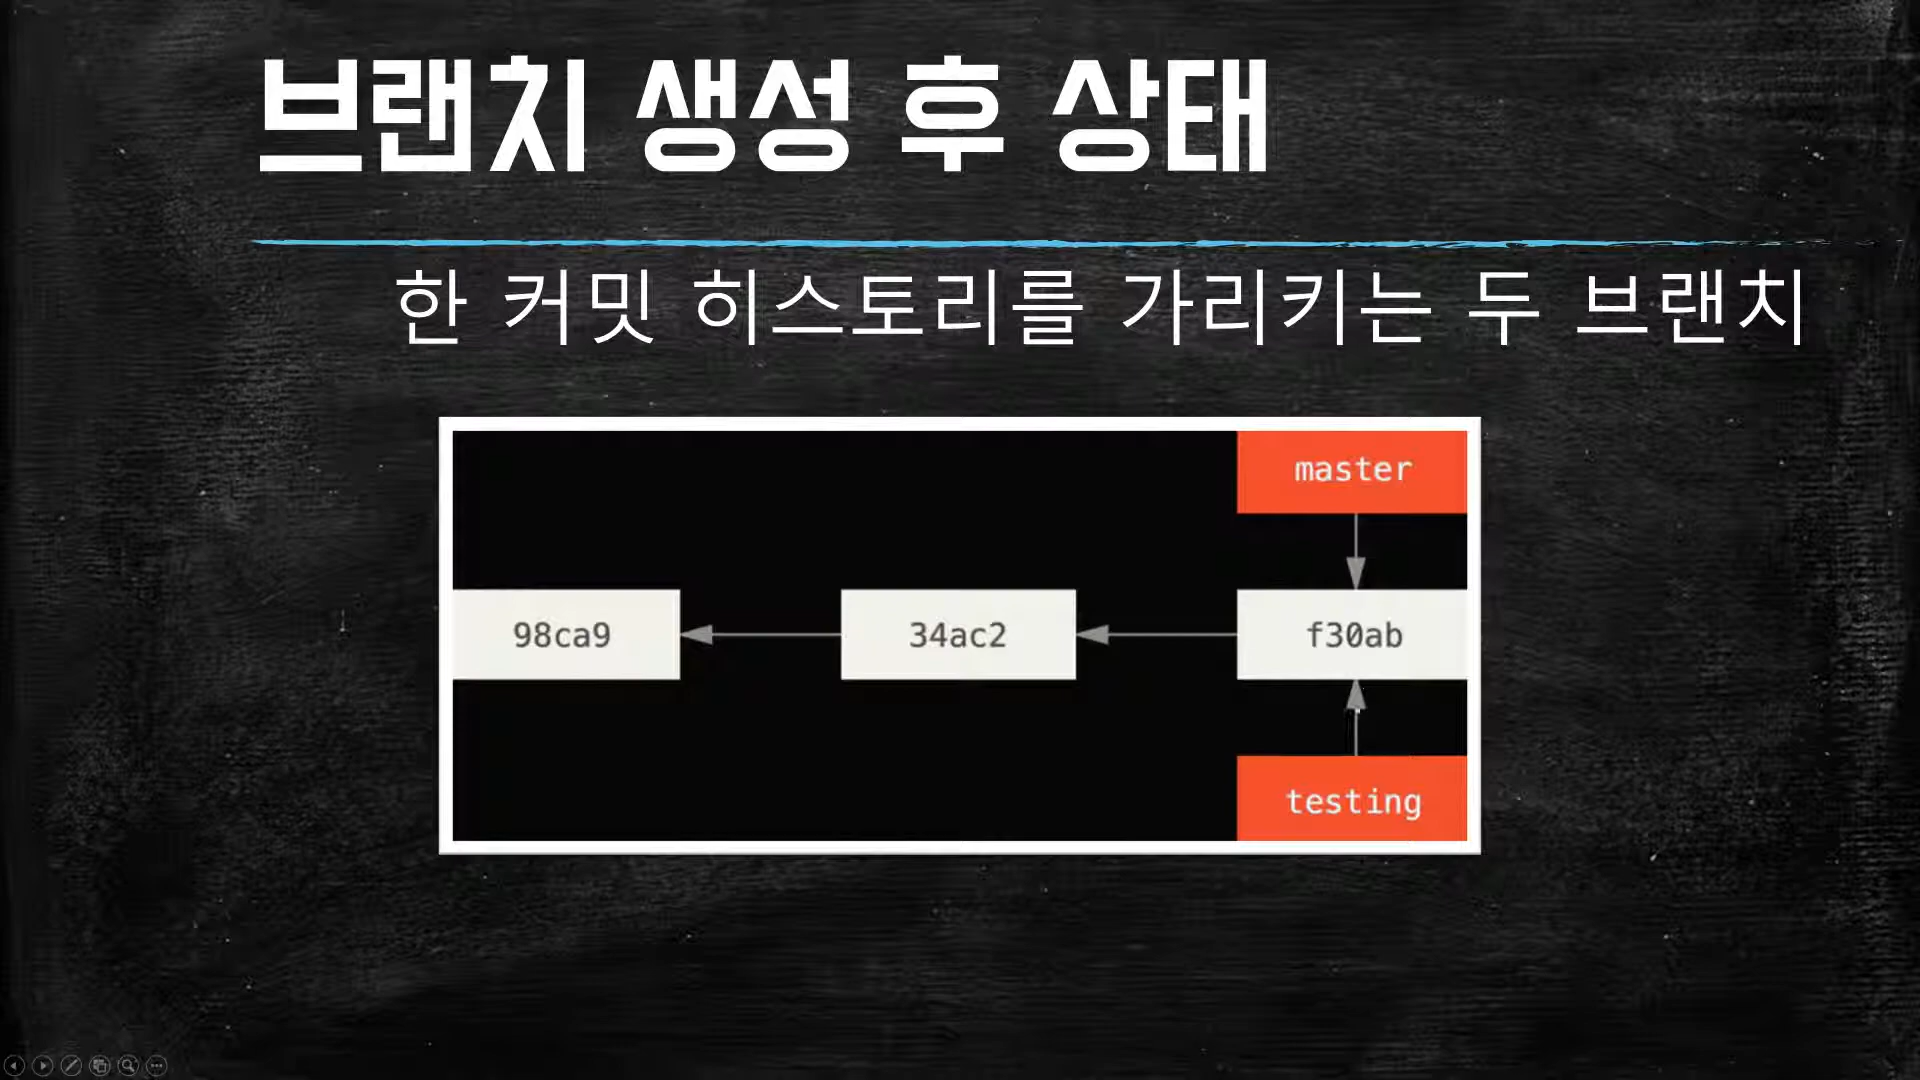 브랜치 생성 후 상태
한 커밋 히스토리를 가리키는 두 브랜치
master
98ca9 34ac2 f30ab
testing